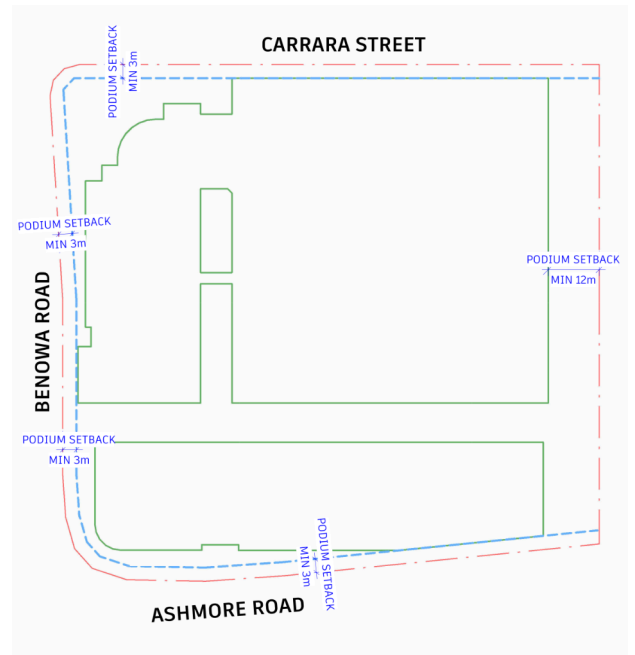 CARRARA STREET
PODIUM SETBACK
MIN 3m
PODIUM SETBACK
MIN 3m
PODIUM SETBACK
MIN 12m
BENOWA ROAD
PODIUM SETBACK
MIN 3m
PODIUM SETBACK
MIN 3m
ASHMORE ROAD